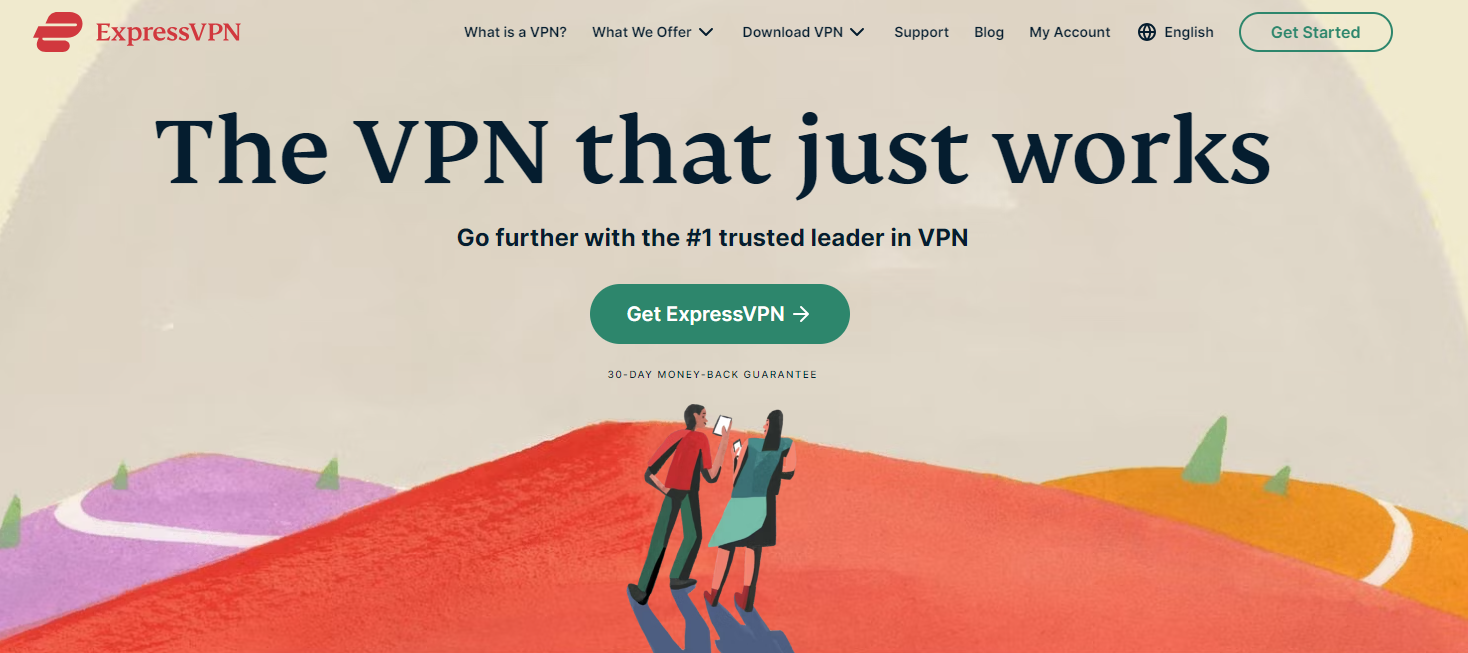 ExpressVPN
What is a VPN? What We Offer Download VPN Support Blog My Account English Get Started
The VPN that just works
Go further with the #1 trusted leader in VPN
Get ExpressVPN →
30-DAY MONEY-BACK GUARANTEE